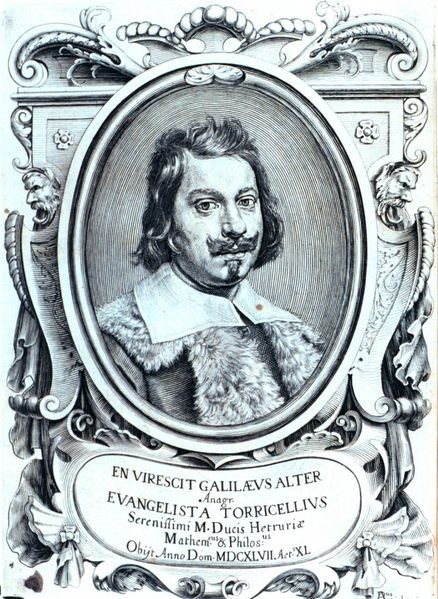 EN VIRESCIT GALILÆVS ALTER
Anagr.
EVANGELISTA TORRICELLIVS
Serenissimi M. Ducis Hetruriæ
Mathem.cus & Philos.us
Obijt Anno Dom. MDCXLVII. Aet. XL